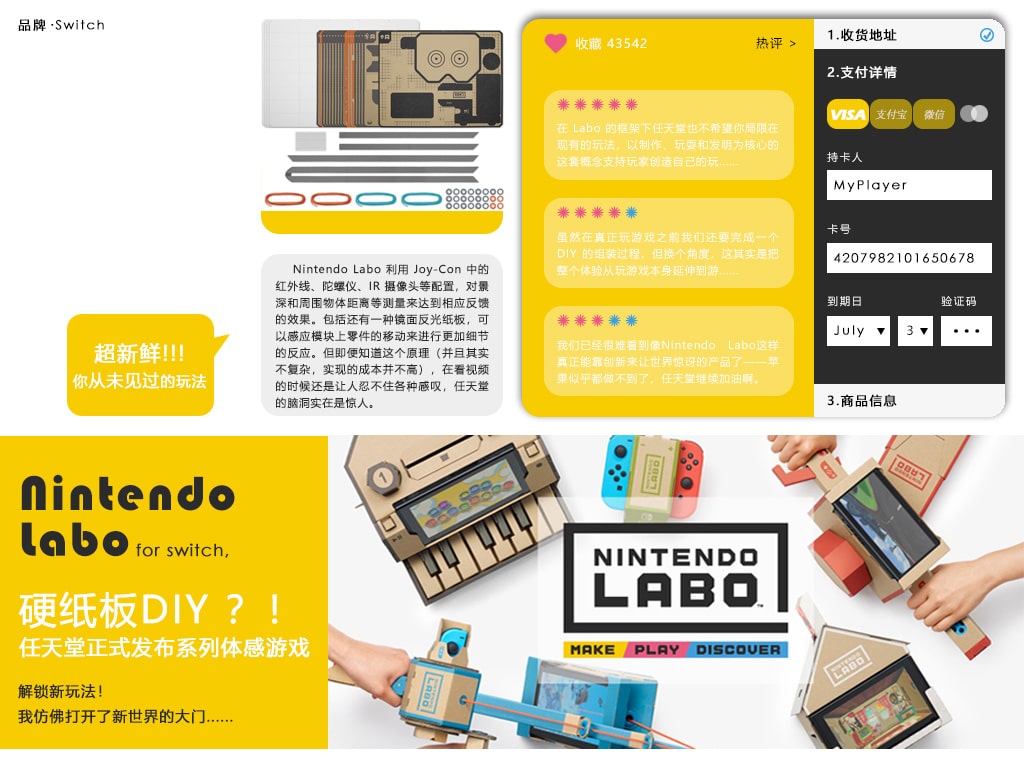 品牌 ·Switch
超新鲜!!!
你从未见过的玩法
Nintendo Labo 利用 Joy-Con 中的
红外线、陀螺仪、IR 摄像头等配置，对景
深和周围物体距离等测量来达到相应反馈
的效果。包括还有一种镜面反光纸板，可
以感应模块上零件的移动来进行更加细节
的反应。但即便知道这个原理（并且其实
不复杂，实现的成本并不高），在看视频
的时候还是让人忍不住各种感叹，任天堂
的脑洞实在是惊人。
收藏 43542
热评 >
在 Labo 的框架下任天堂也不希望你局限在
现有的玩法，以制作、玩耍和发明为核心的
这套概念支持玩家创造自己的玩......
虽然在真正玩游戏之前我们还要完成一个
DIY 的组装过程，但换个角度，这其实是把
整个体验从玩游戏本身延伸到游......
我们已经很难看到像Nintendo Labo这样
真正能靠创新来让世界惊讶的产品了——苹
果似乎都做不到了，任天堂继续加油啊。
1.收货地址
2.支付详情
VISA 支付宝 微信
持卡人
MyPlayer
卡号
4207982101650678
到期日 验证码
July ▼ 3 ▼ •••
3.商品信息
Nintendo
Labo for switch,
硬纸板DIY ？！
任天堂正式发布系列体感游戏
解锁新玩法！
我仿佛打开了新世界的大门......
NINTENDO
LABO™
MAKE PLAY DISCOVER
NINTENDO
LABO
NINTENDO
LABO
NINTENDO
LABO
NINTENDO
LABO
1